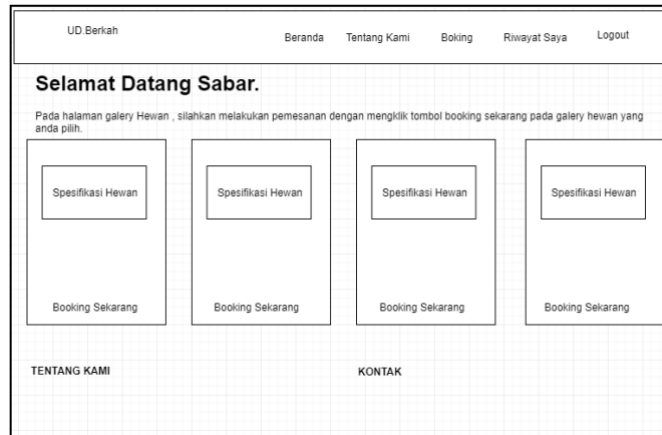 UD.Berkah
Beranda Tentang Kami Boking Riwayat Saya Logout
Selamat Datang Sabar.
Pada halaman galery Hewan , silahkan melakukan pemesanan dengan mengklik tombol booking sekarang pada galery hewan yang
anda pilih.
Spesifikasi Hewan Spesifikasi Hewan Spesifikasi Hewan Spesifikasi Hewan
Booking Sekarang Booking Sekarang Booking Sekarang Booking Sekarang
TENTANG KAMI KONTAK